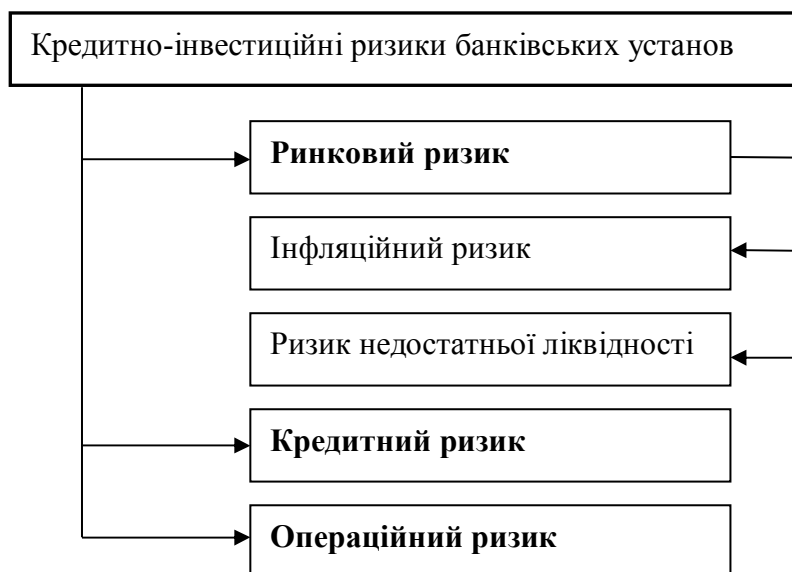 Кредитно-інвестиційні ризики банківських установ
Ринковий ризик
Інфляційний ризик
Ризик недостатньої ліквідності
Кредитний ризик
Операційний ризик